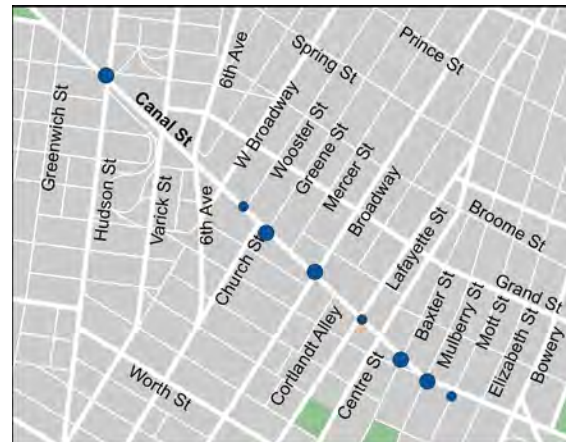 Prince St
Spring St
6th Ave
Canal St
W Broadway
Wooster St
Greene St
Mercer St
Broadway
Greenwich St
Hudson St
Varick St
6th Ave
Church St
Lafayette St
Broome St
Grand St
Cortlandt Alley
Centre St
Baxter St
Mulberry St
Mott St
Elizabeth St
Bowery
Worth St